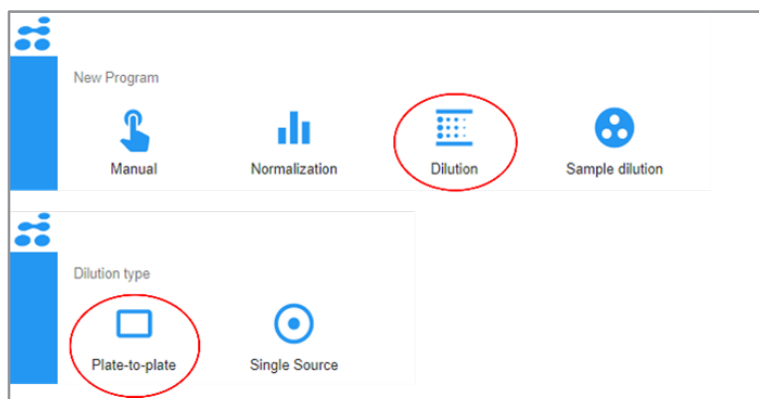 New Program
Manual Normalization Dilution Sample dilution
Dilution type
Plate-to-plate Single Source